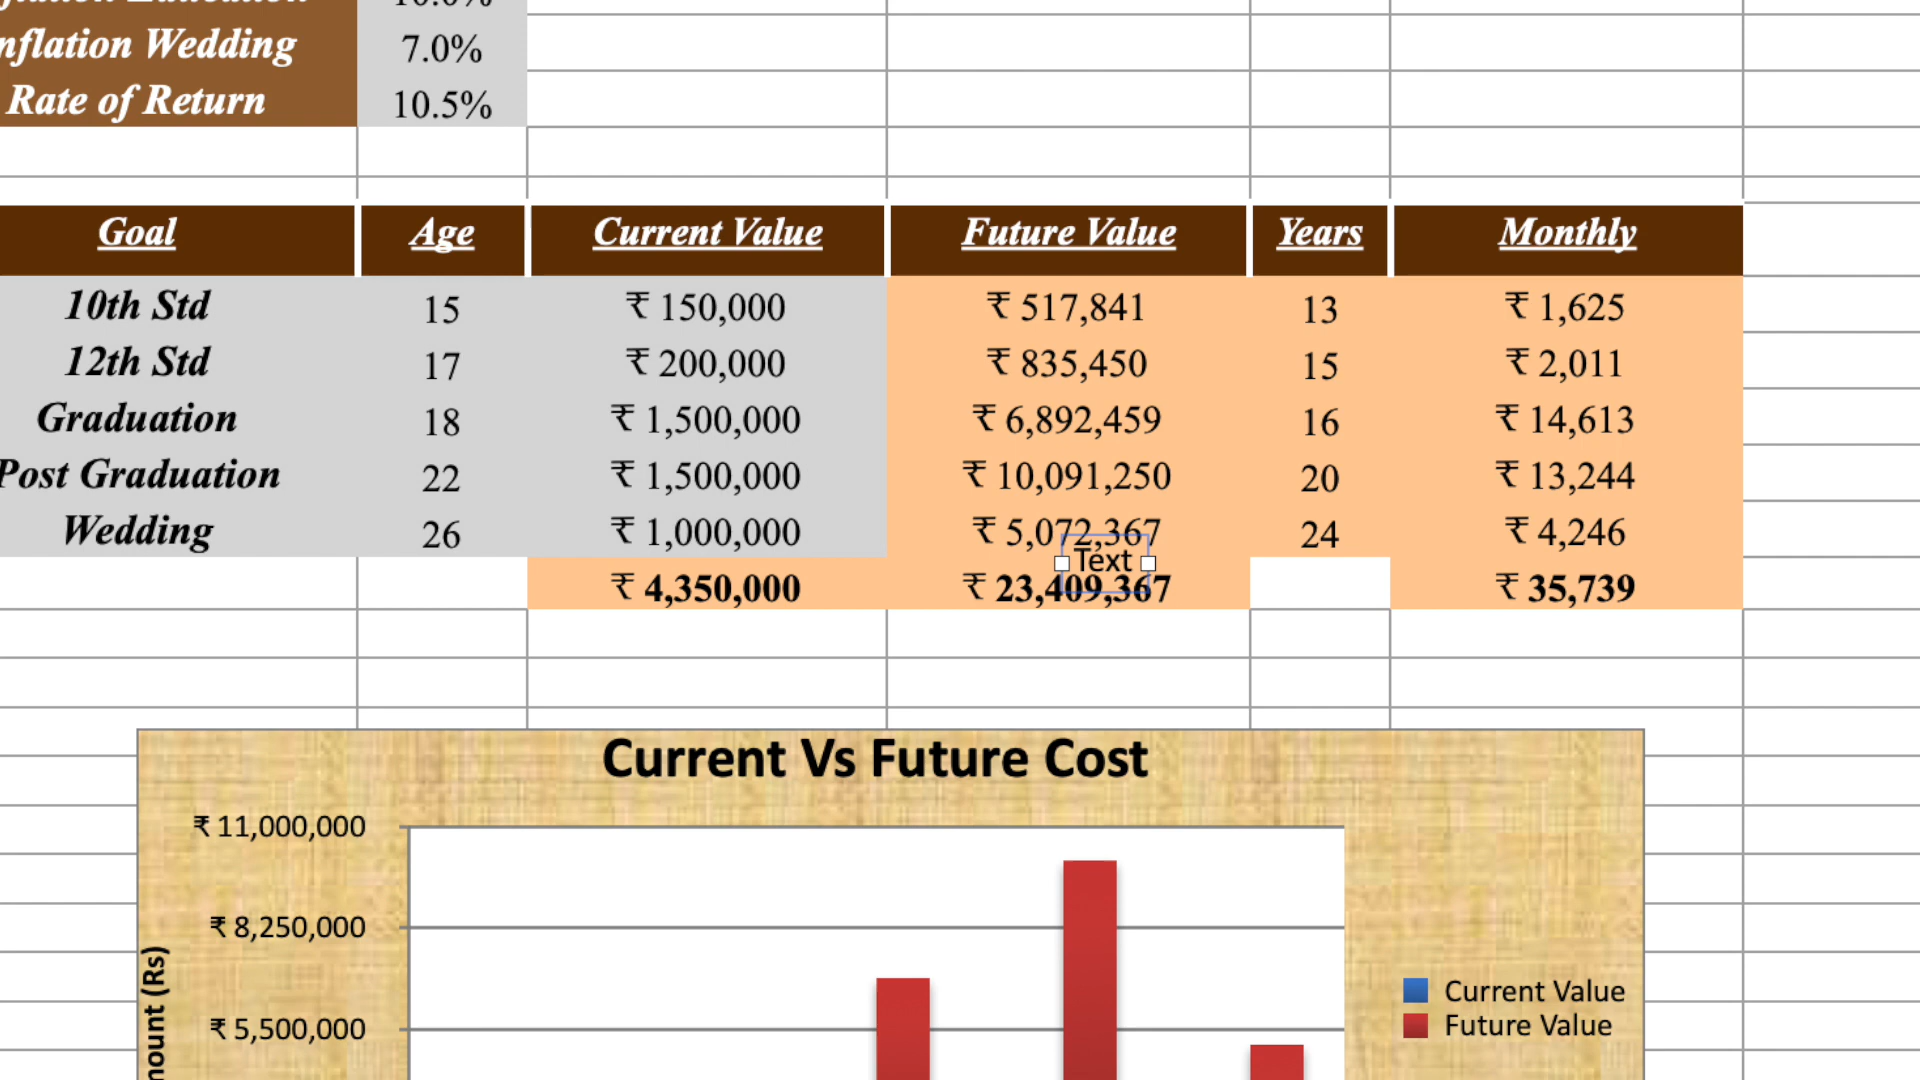 Inflation Wedding 7.0%
Rate of Return 10.5%
Goal Age Current Value Future Value Years Monthly
10th Std 15 ₹ 150,000 ₹ 517,841 13 ₹ 1,625
12th Std 17 ₹ 200,000 ₹ 835,450 15 ₹ 2,011
Graduation 18 ₹ 1,500,000 ₹ 6,892,459 16 ₹ 14,613
Post Graduation 22 ₹ 1,500,000 ₹ 10,091,250 20 ₹ 13,244
Wedding 26 ₹ 1,000,000 ₹ 5,072,367 24 ₹ 4,246
Text
₹ 4,350,000 ₹ 23,409,367 ₹ 35,739
Current Vs Future Cost
₹ 11,000,000
₹ 8,250,000
₹ 5,500,000
(Rs)
Current Value
Future Value